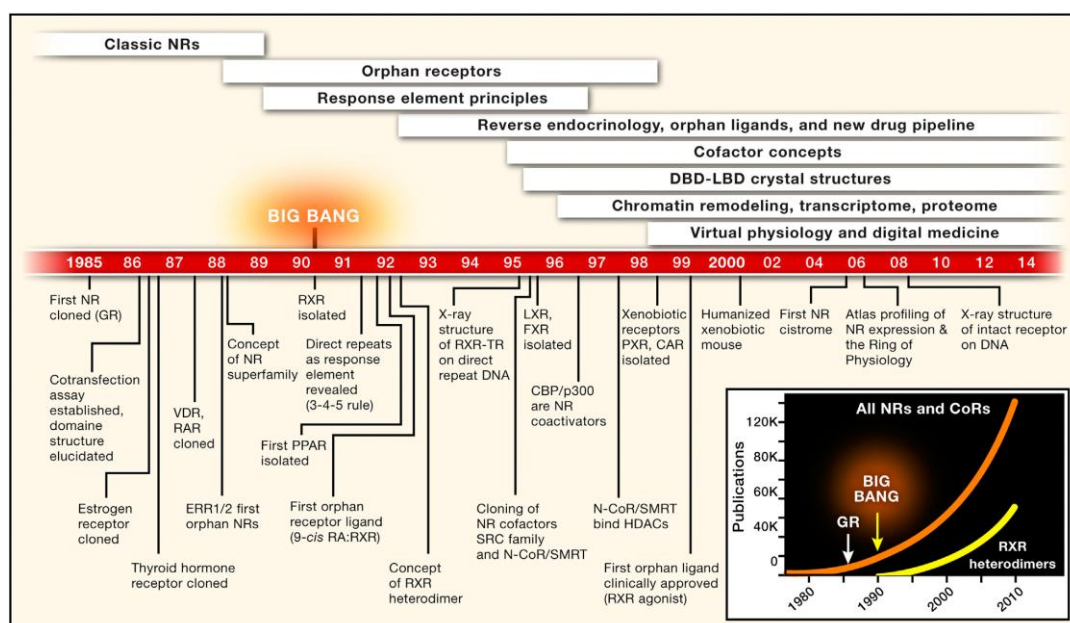 Classic NRs
Orphan receptors
Response element principles
Reverse endocrinology, orphan ligands, and new drug pipeline
Cofactor concepts
DBD-LBD crystal structures
Chromatin remodeling, transcriptome, proteome
Virtual physiology and digital medicine
BIG BANG
1985 86 87 88 89 90 91 92 93 94 95 96 97 98 99 2000 02 04 06 08 10 12 14
First NR
cloned (GR)
Cotransfection
assay
established,
domaine
structure
elucidated
Estrogen
receptor
cloned
Thyroid hormone
receptor cloned
VDR,
RAR
cloned
Concept
of NR
superfamily
ERR1/2 first
orphan NRs
RXR
isolated
Direct repeats
as response
element
revealed
(3-4-5 rule)
First PPAR
isolated
First orphan
receptor ligand
(9-cis RA:RXR)
Concept
of RXR
heterodimer
X-ray
structure
of RXR-TR
on direct
repeat DNA
Cloning of
NR cofactors
SRC family
and N-CoR/SMRT
LXR,
FXR
isolated
CBP/p300
are NR
coactivators
N-CoR/SMRT
bind HDACs
Xenobiotic
receptors
PXR, CAR
isolated
First orphan ligand
clinically approved
(RXR agonist)
Humanized
xenobiotic
mouse
First NR
cistrome
Atlas profiling of
NR expression &
the Ring of
Physiology
X-ray structure
of intact receptor
on DNA
All NRs and CoRs
Publications
120K
80K
60K
40K
0
BIG
BANG
GR
RXR
heterodimers
1980 1990 2000 2010